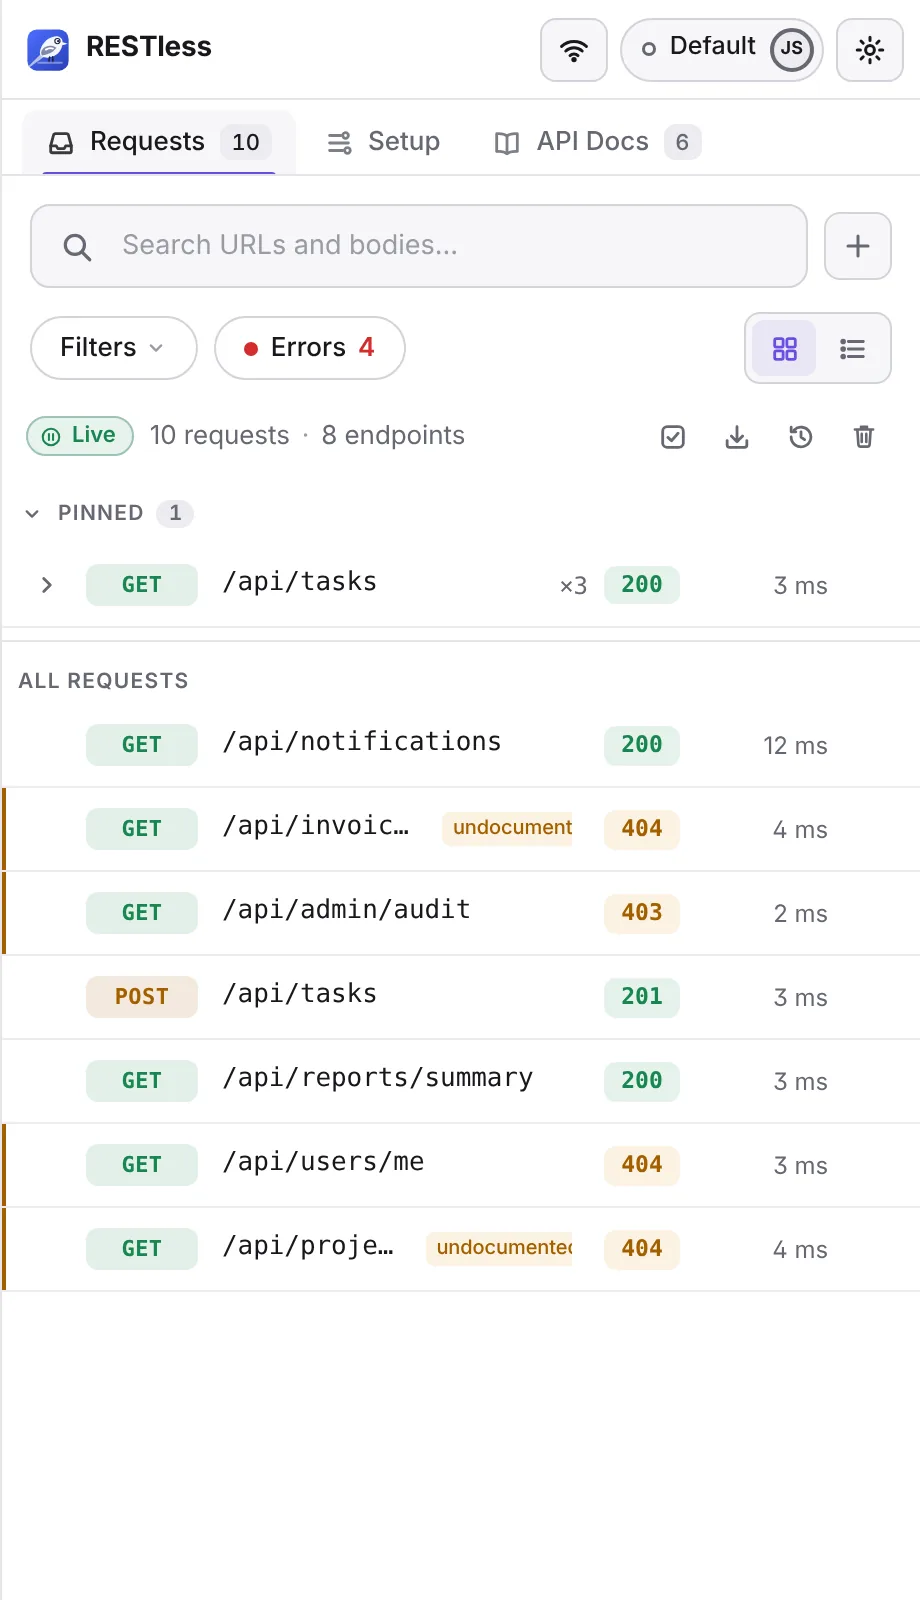 RESTless
Default JS
Requests 10 Setup API Docs 6
Search URLs and bodies...
Filters Errors 4
Live 10 requests · 8 endpoints
PINNED 1
GET /api/tasks ×3 200 3 ms
ALL REQUESTS
GET /api/notifications 200 12 ms
GET /api/invoic… undocument 404 4 ms
GET /api/admin/audit 403 2 ms
POST /api/tasks 201 3 ms
GET /api/reports/summary 200 3 ms
GET /api/users/me 404 3 ms
GET /api/proje… undocumented 404 4 ms